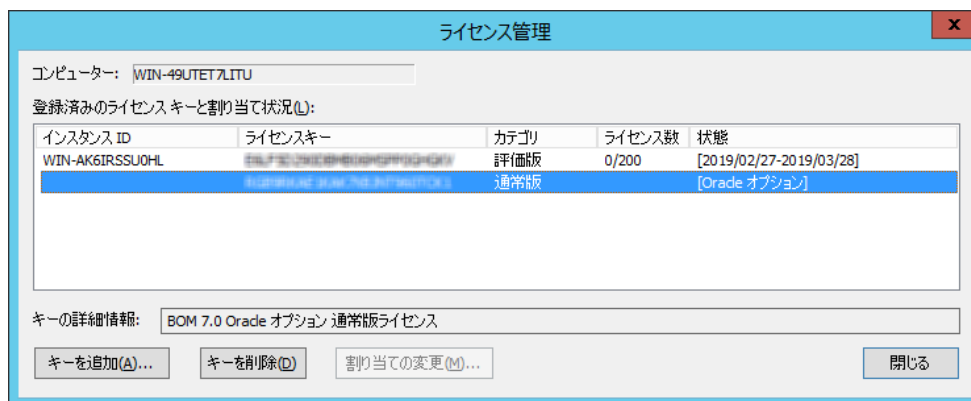 ライセンス管理
x
コンピューター: WIN-49UTET7LITU
登録済みのライセンス キーと割り当て状況(L):
インスタンス ID ライセンスキー カテゴリ ライセンス数 状態
WIN-AK6IRSSU0HL 評価版 0/200 [2019/02/27-2019/03/28]
通常版 [Oracle オプション]
キーの詳細情報: BOM 7.0 Oracle オプション 通常版ライセンス
キーを追加(A)... キーを削除(D) 割り当ての変更(M)... 閉じる